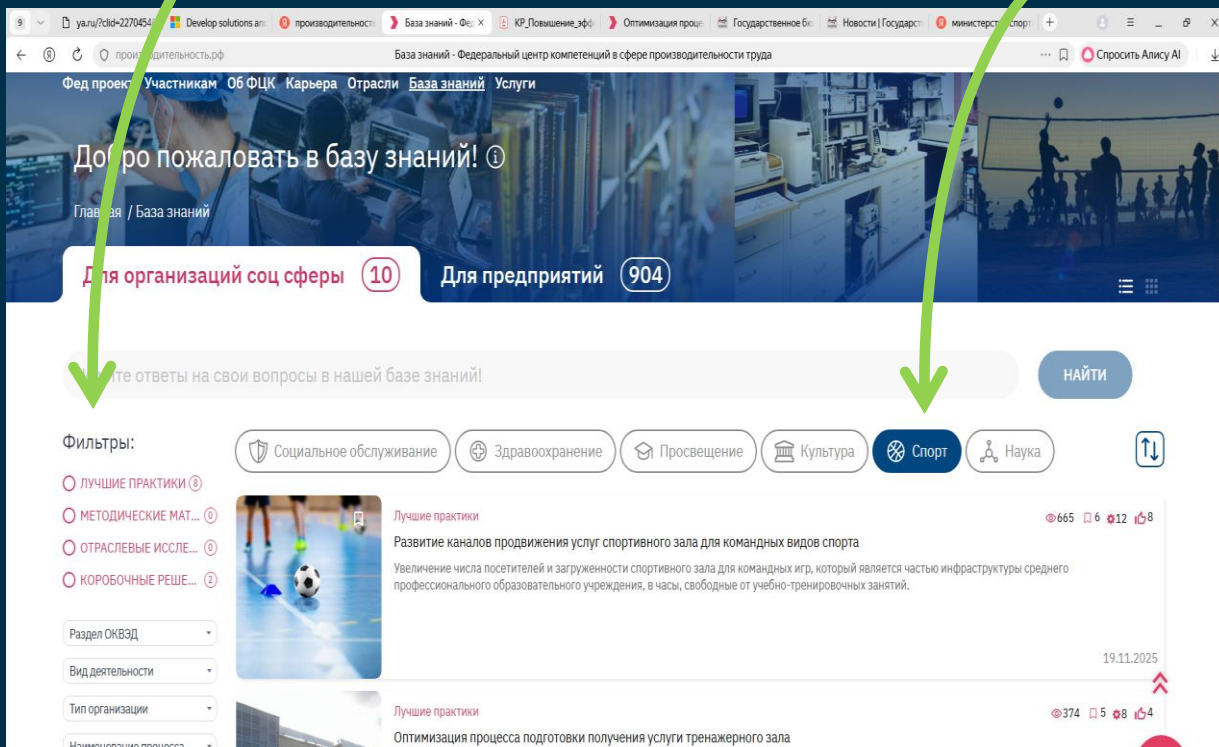 9
ya.ru/?clid=2270454
Develop solutions anc
производительност
База знаний - Фед
КР_Повышение_эфф
Оптимизация проце
Государственное бю
Новости | Государст
министерст спорт
производительность.рф
База знаний - Федеральный центр компетенций в сфере производительности труда
Спросить Алису AI
Фед проект Участникам Об ФЦК Карьера Отрасли База знаний Услуги
Добро пожаловать в базу знаний!
Главная / База знаний
Для организаций соц сферы 10
Для предприятий 904
те ответы на свои вопросы в нашей базе знаний!
НАЙТИ
Фильтры:
Социальное обслуживание
Здравоохранение
Просвещение
Культура
Спорт
Наука
ЛУЧШИЕ ПРАКТИКИ 8
МЕТОДИЧЕСКИЕ МАТ... 0
ОТРАСЛЕВЫЕ ИССЛЕ... 0
КОРОБОЧНЫЕ РЕШЕ... 2
Раздел ОКВЭД
Вид деятельности
Тип организации
Наименование процесса
Лучшие практики
665 6 12 8
Развитие каналов продвижения услуг спортивного зала для командных видов спорта
Увеличение числа посетителей и загруженности спортивного зала для командных игр, который является частью инфраструктуры среднего
профессионального образовательного учреждения, в часы, свободные от учебно-тренировочных занятий.
19.11.2025
Лучшие практики
374 5 8 4
Оптимизация процесса подготовки получения услуги тренажерного зала